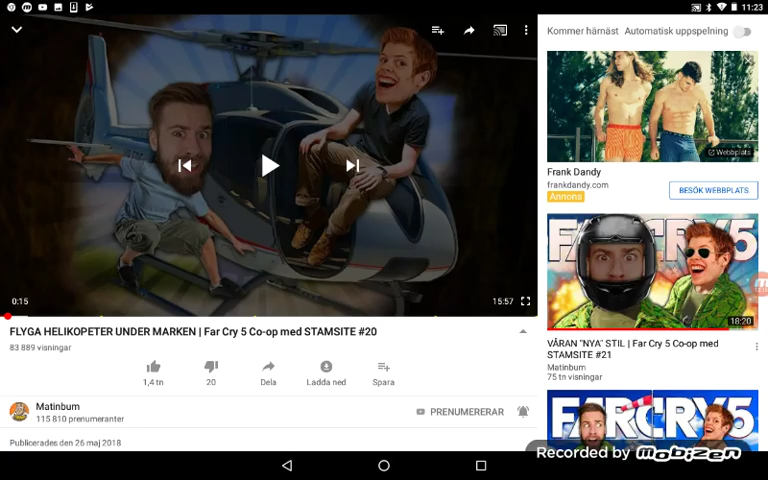 11:23
Kommer härnäst Automatisk uppspelning
Webbplats
Frank Dandy
frankdandy.com
Annons
BESÖK WEBBPLATS
0:15
15:57
FLYGA HELIKOPETER UNDER MARKEN | Far Cry 5 Co-op med STAMSITE #20
83 889 visningar
1,4 tn
20
Dela
Ladda ned
Spara
Matinbum
115 810 prenumeranter
PRENUMERERAR
Publicerades den 26 maj 2018
FARCRY5
18:20
VÅRAN "NYA" STIL | Far Cry 5 Co-op med
STAMSITE #21
Matinbum
75 tn visningar
FARCRY5
Recorded by mobizen